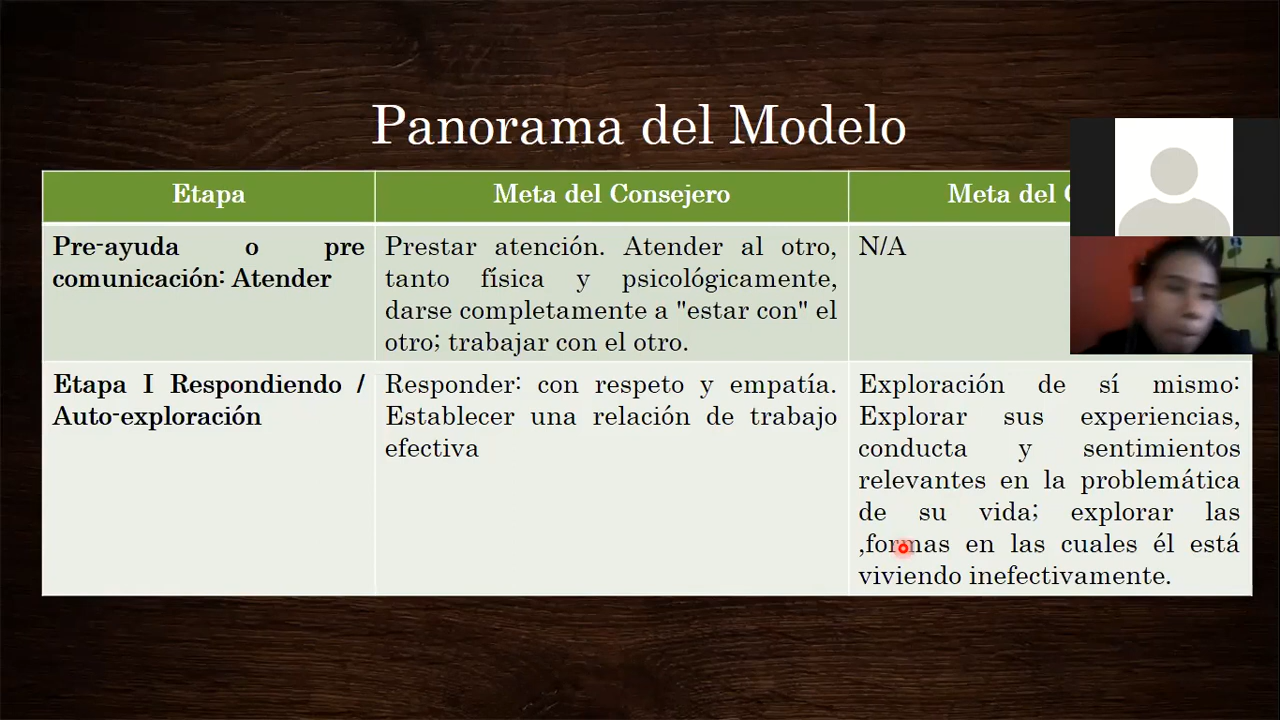 Panorama del Modelo
Etapa
Meta del Consejero
Meta del
Pre-ayuda o pre
comunicación: Atender
Prestar atención. Atender al otro,
tanto física y psicológicamente,
darse completamente a "estar con" el
otro; trabajar con el otro.
N/A
Etapa I Respondiendo /
Auto-exploración
Responder: con respeto y empatía.
Establecer una relación de trabajo
efectiva
Exploración de sí mismo:
Explorar sus experiencias,
conducta y sentimientos
relevantes en la problemática
de su vida; explorar las
,formas en las cuales él está
viviendo inefectivamente.